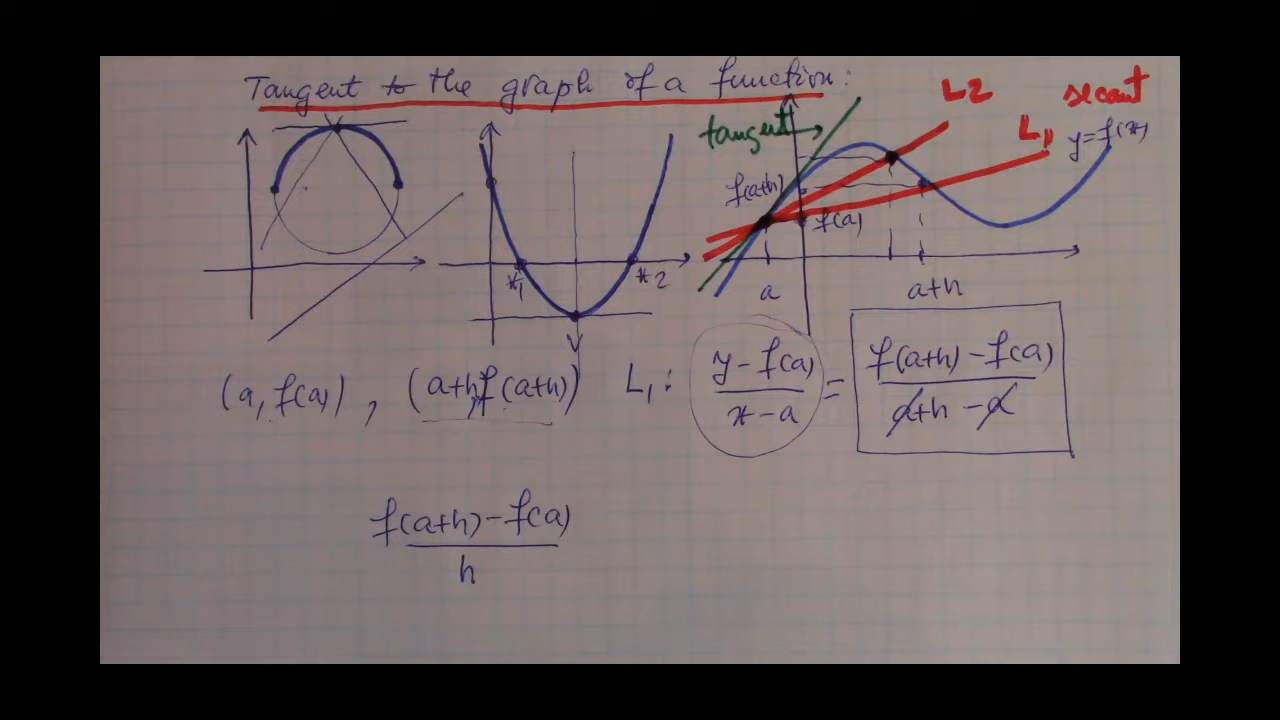 Tangent to the graph of a function:
L2 secant
tangent L1 y=f(x)
f(a+h)
f(a)
x1 x2
a a+h
(a, f(a)), (a+h, f(a+h)) L1: (y-f(a))/(x-a) = (f(a+h)-f(a))/(a+h-a)
f(a+h)-f(a)
h